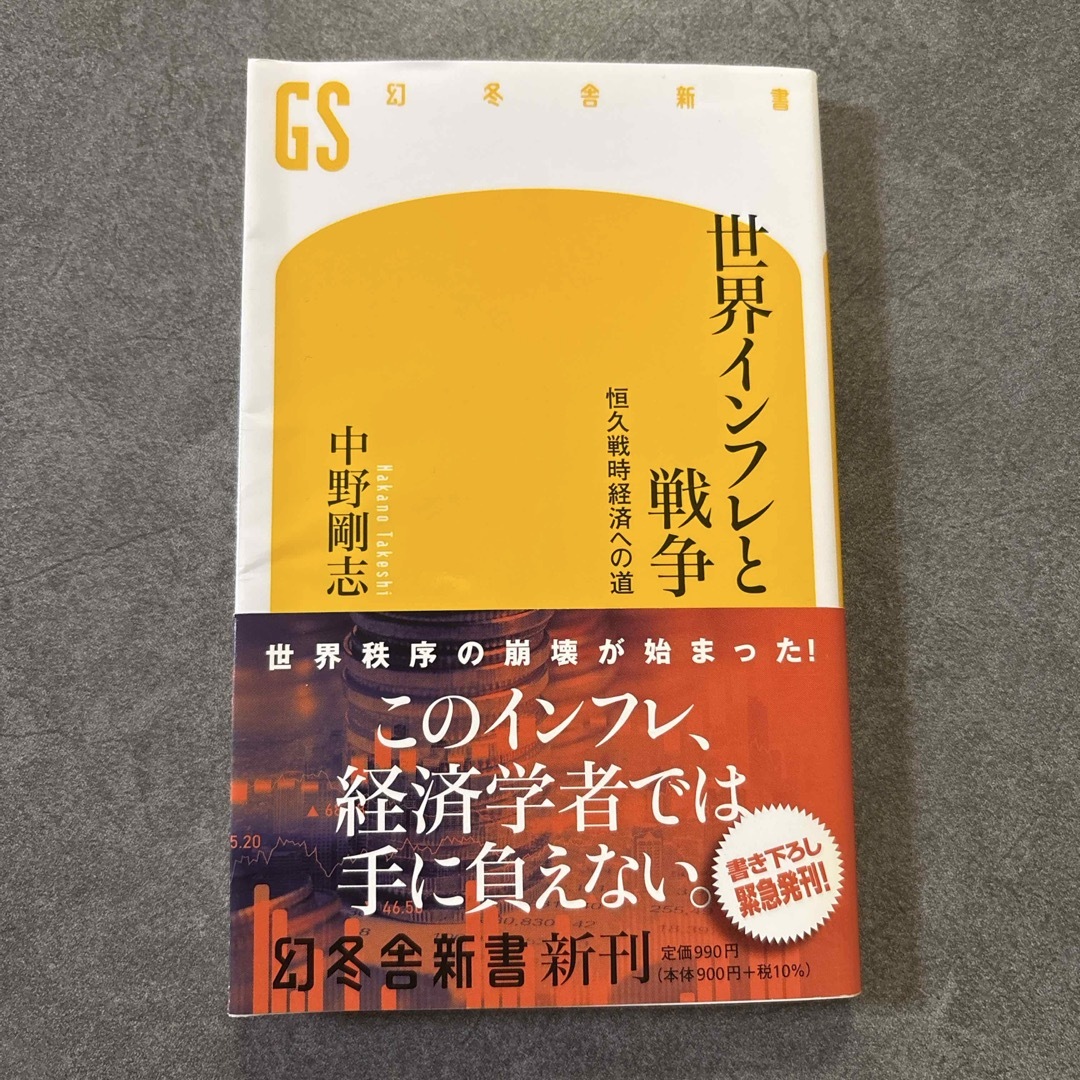 GS 幻冬舎新書
世界インフレと
戦争
恒久戦時経済への道
中野剛志
Nakano Takeshi
世界秩序の崩壊が始まった!
このインフレ、
経済学者では
手に負えない。
書き下ろし
緊急発刊!
幻冬舎新書 新刊
定価990円
(本体900円+税10%)
5.20
46.50